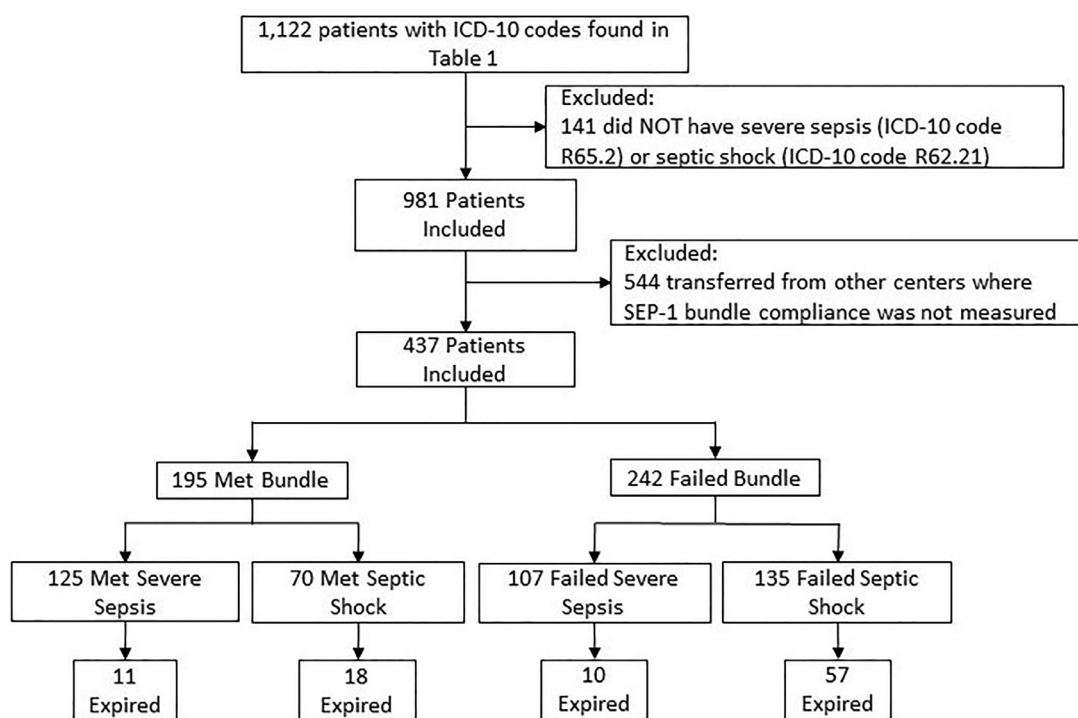 1,122 patients with ICD-10 codes found in
Table 1
Excluded:
141 did NOT have severe sepsis (ICD-10 code
R65.2) or septic shock (ICD-10 code R62.21)
981 Patients
Included
Excluded:
544 transferred from other centers where
SEP-1 bundle compliance was not measured
437 Patients
Included
195 Met Bundle
242 Failed Bundle
125 Met Severe
Sepsis
70 Met Septic
Shock
107 Failed Severe
Sepsis
135 Failed Septic
Shock
11
Expired
18
Expired
10
Expired
57
Expired